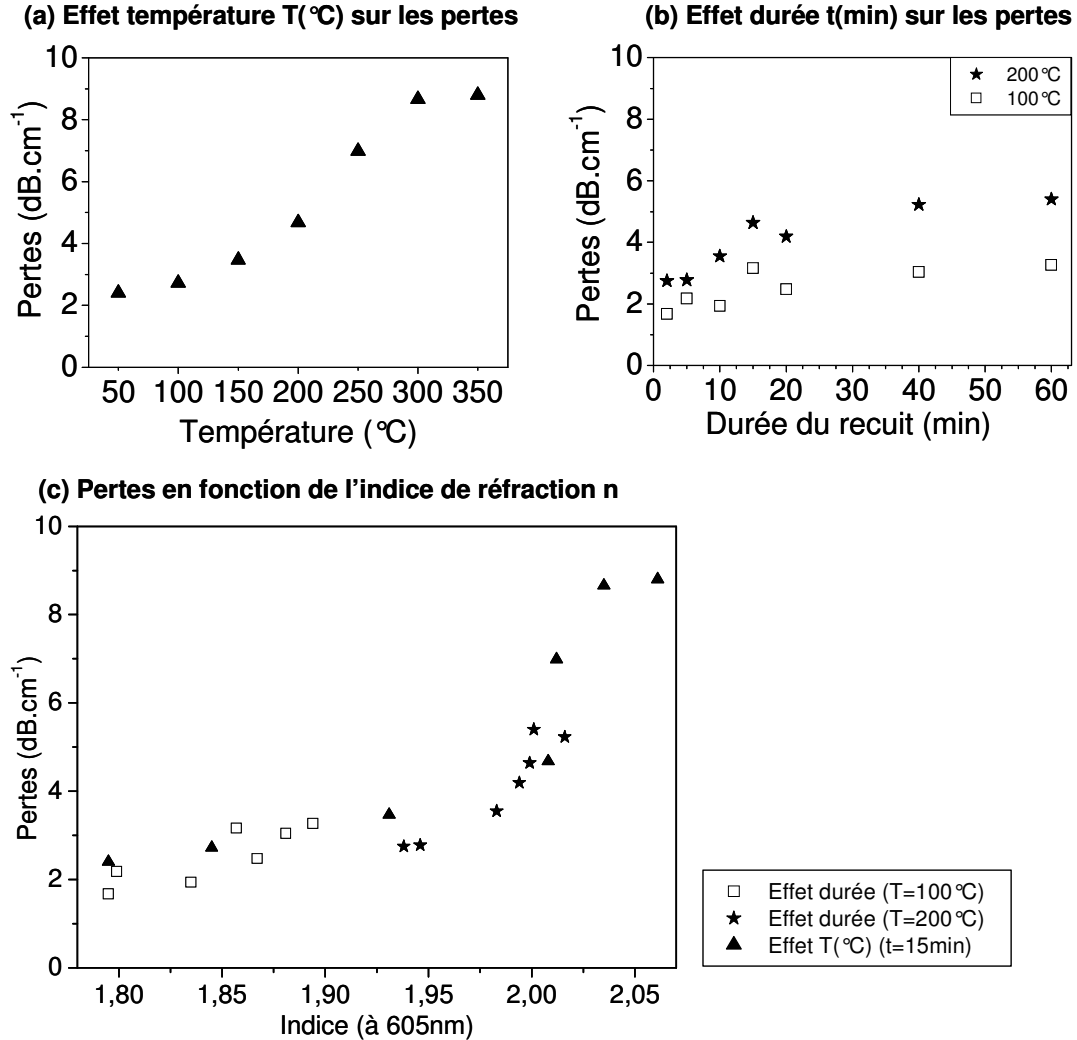 (a) Effet température T(°C) sur les pertes
Pertes (dB.cm-1)
10
8
6
4
2
0
50 100 150 200 250 300 350
Température (°C)
(b) Effet durée t(min) sur les pertes
Pertes (dB.cm-1)
10
8
6
4
2
0
200°C
100°C
0 10 20 30 40 50 60
Durée du recuit (min)
(c) Pertes en fonction de l'indice de réfraction n
Pertes (dB.cm-1)
10
8
6
4
2
0
1,80 1,85 1,90 1,95 2,00 2,05
Indice (à 605nm)
Effet durée (T=100°C)
Effet durée (T=200°C)
Effet T(°C) (t=15min)